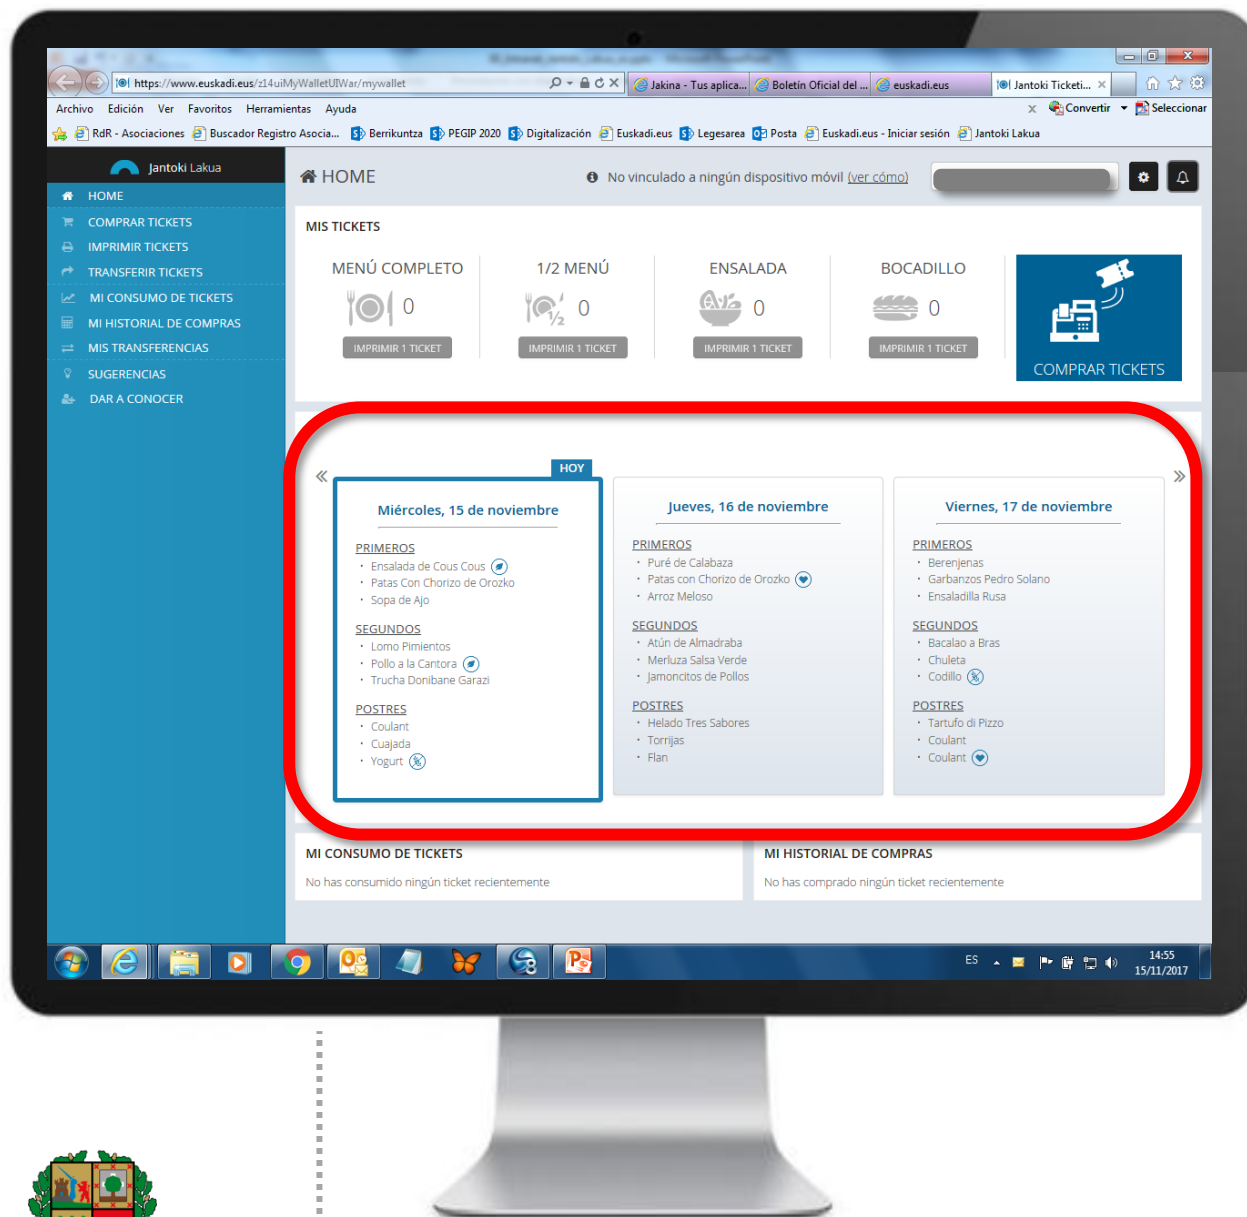 https://www.euskadi.eus/z14uiMyWalletUIWar/mywallet
Jakina - Tus aplica...
Boletín Oficial del ...
euskadi.eus
Jantoki Ticketi...
Archivo Edición Ver Favoritos Herramientas Ayuda
Convertir
Seleccionar
RdR - Asociaciones
Buscador Registro Asocia...
Berrikuntza
PEGIP 2020
Digitalización
Euskadi.eus
Legesarea
Posta
Euskadi.eus - Iniciar sesión
Jantoki Lakua
Jantoki Lakua
HOME
COMPRAR TICKETS
IMPRIMIR TICKETS
TRANSFERIR TICKETS
MI CONSUMO DE TICKETS
MI HISTORIAL DE COMPRAS
MIS TRANSFERENCIAS
SUGERENCIAS
DAR A CONOCER
HOME
No vinculado a ningún dispositivo móvil (ver cómo)
MIS TICKETS
MENÚ COMPLETO
0
IMPRIMIR 1 TICKET
1/2 MENÚ
1/2
0
IMPRIMIR 1 TICKET
ENSALADA
0
IMPRIMIR 1 TICKET
BOCADILLO
0
IMPRIMIR 1 TICKET
COMPRAR TICKETS
«
»
HOY
Miércoles, 15 de noviembre
PRIMEROS
· Ensalada de Cous Cous
· Patas Con Chorizo de Orozko
· Sopa de Ajo
SEGUNDOS
· Lomo Pimientos
· Pollo a la Cantora
· Trucha Donibane Garazi
POSTRES
· Coulant
· Cuajada
· Yogurt
Jueves, 16 de noviembre
PRIMEROS
· Puré de Calabaza
· Patas con Chorizo de Orozko
· Arroz Meloso
SEGUNDOS
· Atún de Almadraba
· Merluza Salsa Verde
· Jamoncitos de Pollos
POSTRES
· Helado Tres Sabores
· Torrijas
· Flan
Viernes, 17 de noviembre
PRIMEROS
· Berenjenas
· Garbanzos Pedro Solano
· Ensaladilla Rusa
SEGUNDOS
· Bacalao a Bras
· Chuleta
· Codillo
POSTRES
· Tartufo di Pizzo
· Coulant
· Coulant
MI CONSUMO DE TICKETS
No has consumido ningún ticket recientemente
MI HISTORIAL DE COMPRAS
No has comprado ningún ticket recientemente
ES
14:55
15/11/2017